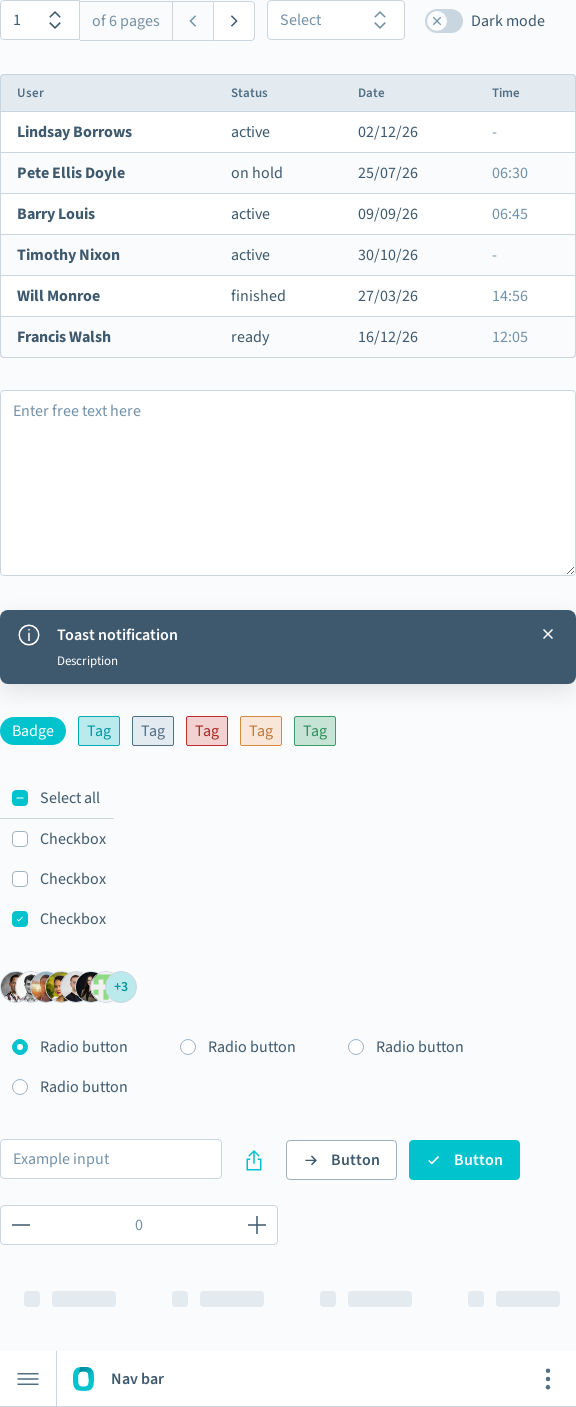 1 of 6 pages Select Dark mode
User Status Date Time
Lindsay Borrows active 02/12/26 -
Pete Ellis Doyle on hold 25/07/26 06:30
Barry Louis active 09/09/26 06:45
Timothy Nixon active 30/10/26 -
Will Monroe finished 27/03/26 14:56
Francis Walsh ready 16/12/26 12:05
Enter free text here
Toast notification
Description
Badge Tag Tag Tag Tag Tag
Select all
Checkbox
Checkbox
Checkbox
+3
Radio button Radio button Radio button
Radio button
Example input Button Button
0
Nav bar